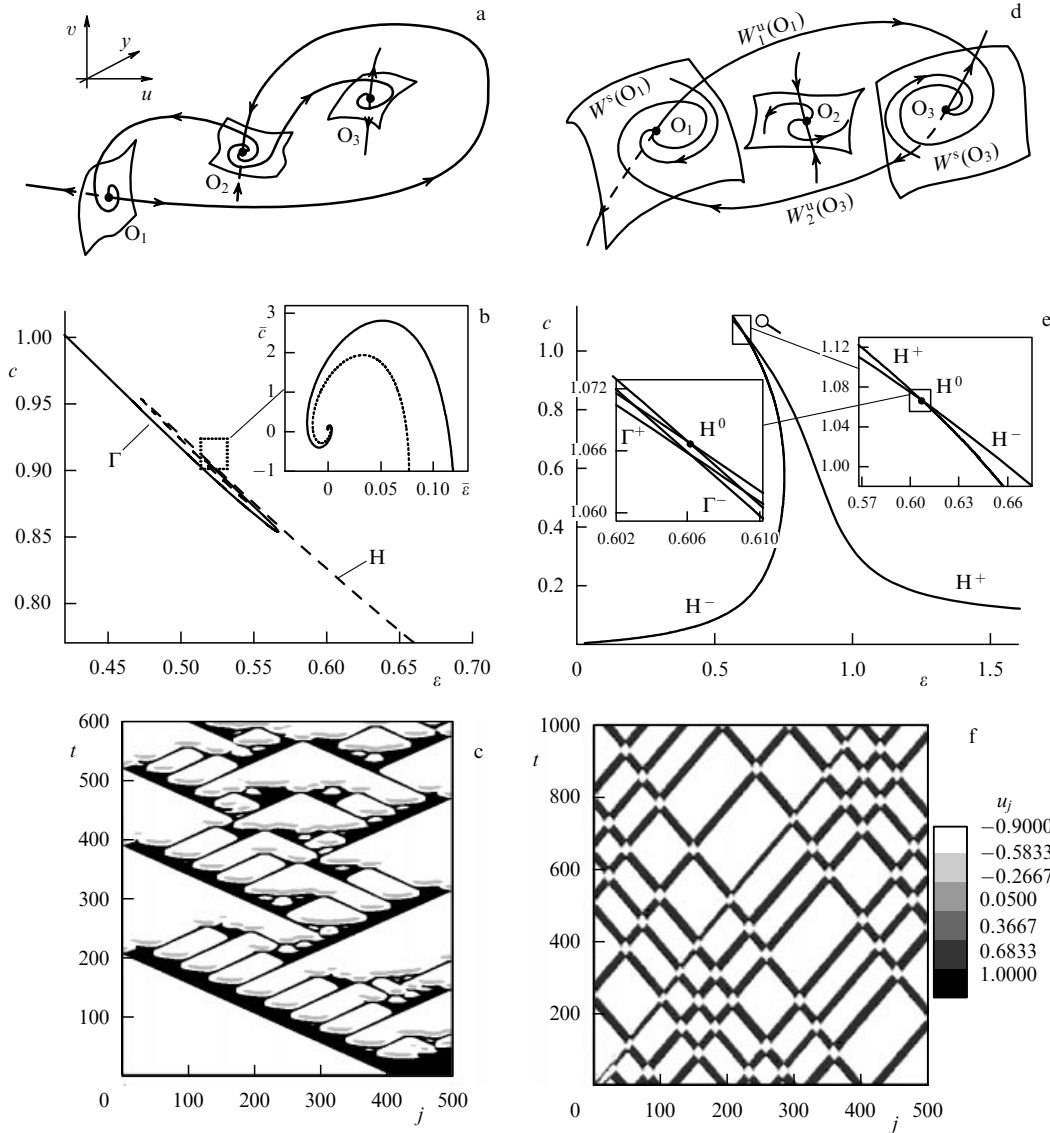 a
v
y
u
O₁
O₂
O₃
d
Wˢ(O₁)
W₁ᵘ(O₁)
O₁
O₂
O₃
Wˢ(O₃)
W₂ᵘ(O₃)
b
c
1.00
0.95
0.90
0.85
0.80
0.45 0.50 0.55 0.60 0.65 0.70
ε
Γ
H
c̄
3
2
1
0
−1
0 0.05 0.10 ε̄
e
c
1.0
0.8
0.6
0.4
0.2
0 0.5 1.0 1.5
ε
H⁻
H⁺
1.072
1.066
1.060
0.602 0.606 0.610
H⁰
Γ⁺
Γ⁻
1.12
1.08
1.04
1.00
0.57 0.60 0.63 0.66
H⁺
H⁰
H⁻
c
t
600
500
400
300
200
100
0 100 200 300 400 500
j
f
t
1000
800
600
400
200
0 100 200 300 400 500
j
uⱼ
−0.9000
−0.5833
−0.2667
0.0500
0.3667
0.6833
1.0000